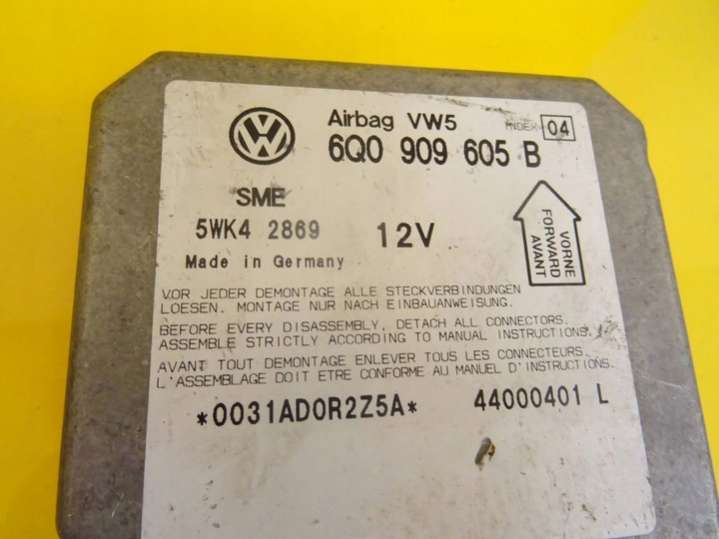 Airbag VW5 INDEX 04
6Q0 909 605 B
SME
5WK4 2869 12V
Made in Germany
VORNE
FORWARD
AVANT
VOR JEDER DEMONTAGE ALLE STECKVERBINDUNGEN
LOESEN. MONTAGE NUR NACH EINBAUANWEISUNG.
BEFORE EVERY DISASSEMBLY, DETACH ALL CONNECTORS.
ASSEMBLE STRICTLY ACCORDING TO MANUAL INSTRUCTIONS.
AVANT TOUT DEMONTAGE ENLEVER TOUS LES CONNECTEURS.
L'ASSEMBLAGE DOIT ETRE CONFORME AU MANUEL D'INSTRUCTIONS.
*0031AD0R2Z5A* 44000401 L